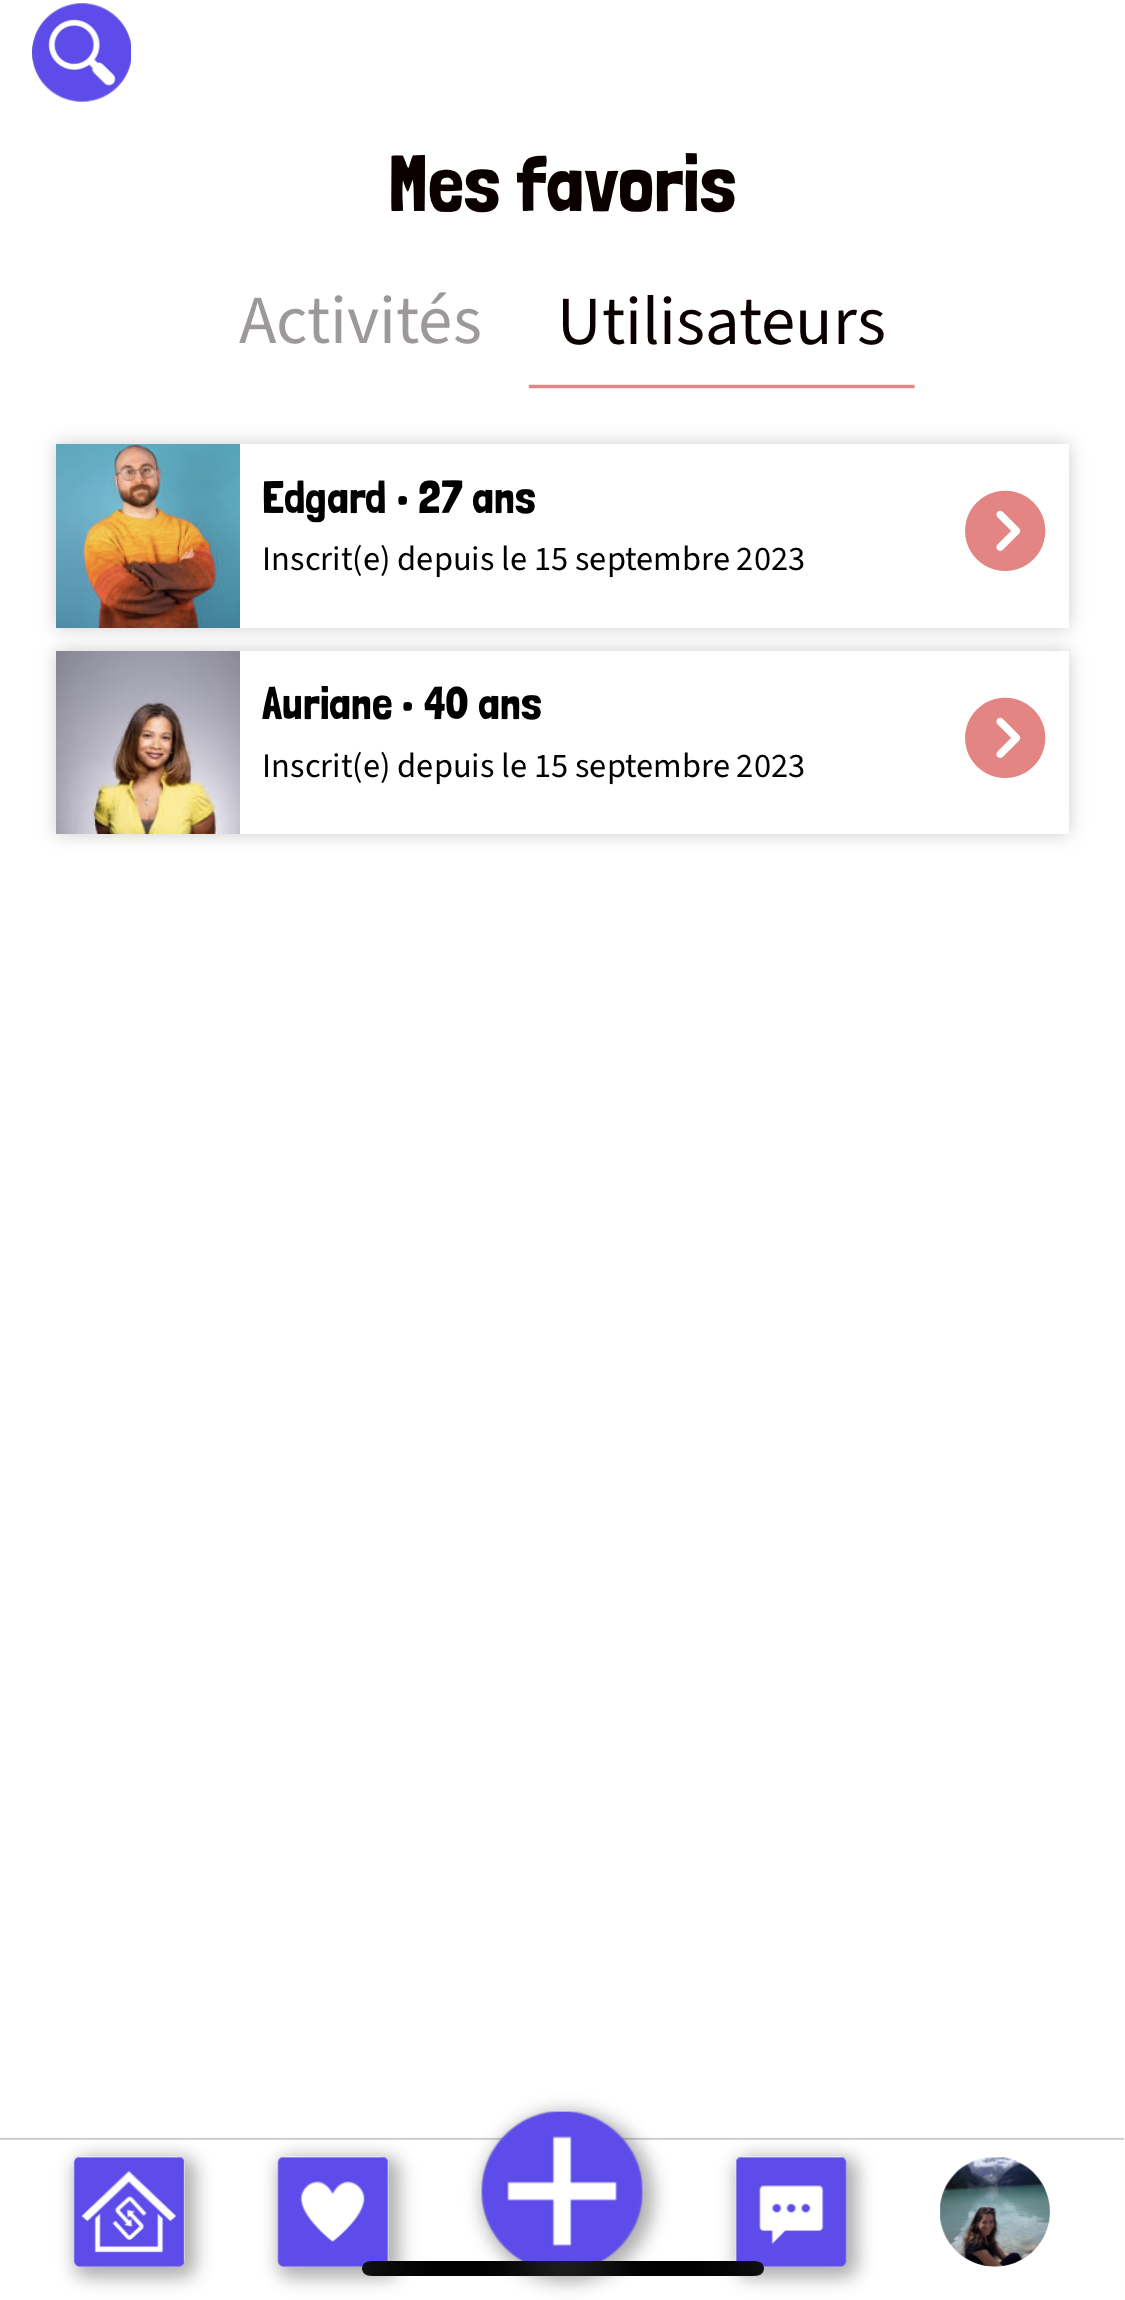 Mes favoris
Activités Utilisateurs
Edgard • 27 ans
Inscrit(e) depuis le 15 septembre 2023
Auriane • 40 ans
Inscrit(e) depuis le 15 septembre 2023